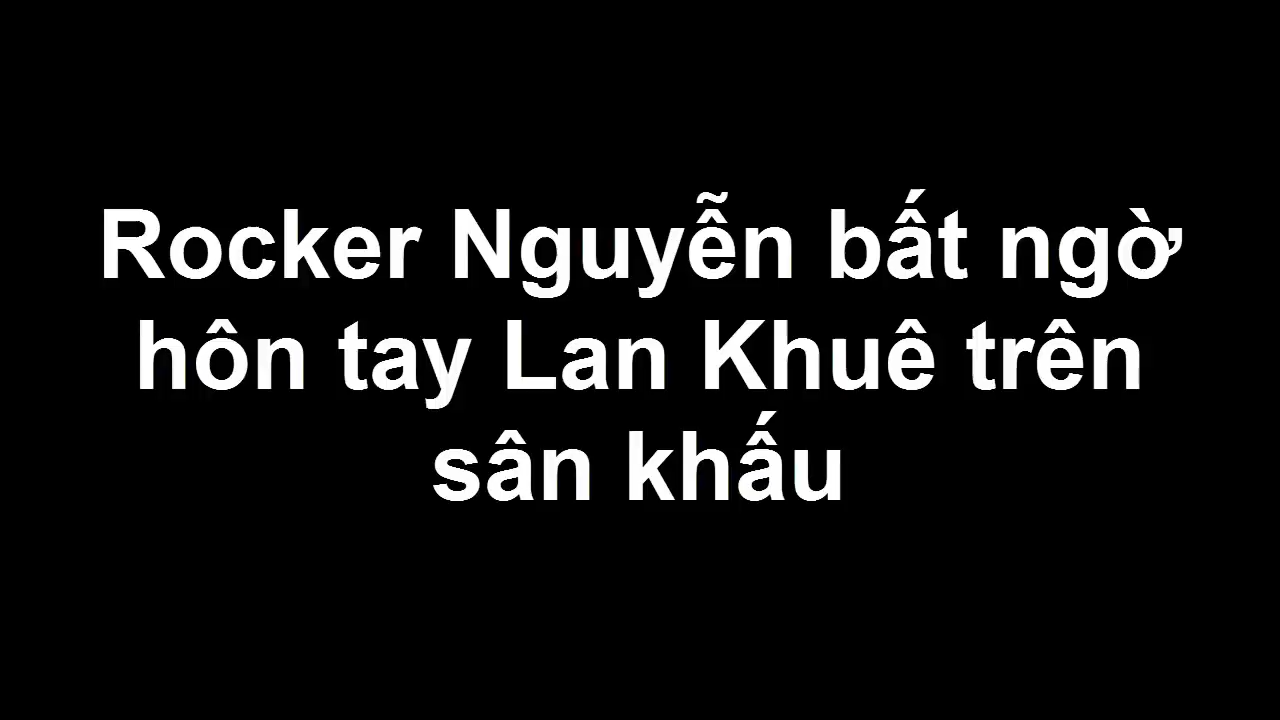 Rocker Nguyễn bất ngờ
hôn tay Lan Khuê trên
sân khấu